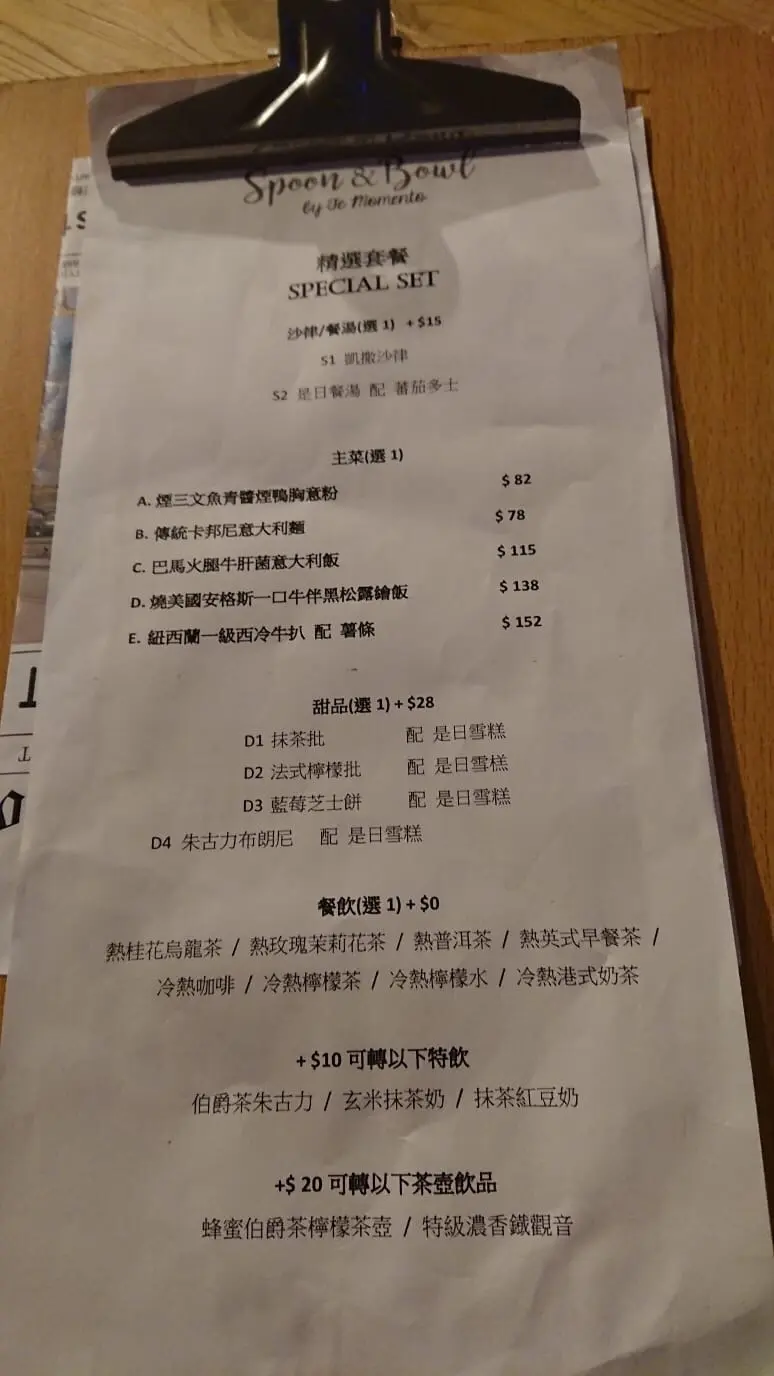 Spoon & Bowl
by Je Momento
精選套餐
SPECIAL SET
沙律/餐湯(選 1) + $15
S1 凱撒沙律
S2 是日餐湯 配 蕃茄多士
主菜(選 1)
A. 煙三文魚青醬煙鴨胸意粉 $ 82
B. 傳統卡邦尼意大利麵 $ 78
C. 巴馬火腿牛肝菌意大利飯 $ 115
D. 燒美國安格斯一口牛伴黑松露繪飯 $ 138
E. 紐西蘭一級西冷牛扒 配 薯條 $ 152
甜品(選 1) + $28
D1 抹茶批 配 是日雪糕
D2 法式檸檬批 配 是日雪糕
D3 藍莓芝士餅 配 是日雪糕
D4 朱古力布朗尼 配 是日雪糕
餐飲(選 1) + $0
熱桂花烏龍茶 / 熱玫瑰茉莉花茶 / 熱普洱茶 / 熱英式早餐茶 /
冷熱咖啡 / 冷熱檸檬茶 / 冷熱檸檬水 / 冷熱港式奶茶
+ $10 可轉以下特飲
伯爵茶朱古力 / 玄米抹茶奶 / 抹茶紅豆奶
+$ 20 可轉以下茶壺飲品
蜂蜜伯爵茶檸檬茶壺 / 特級濃香鐵觀音